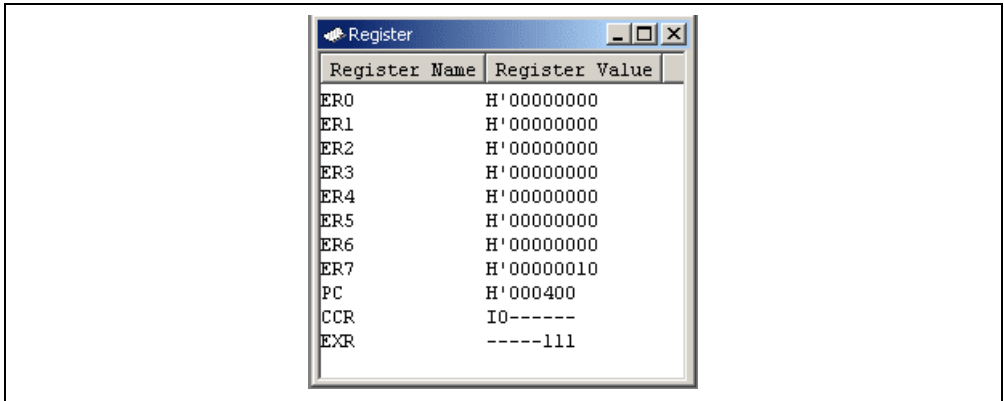 Register
Register Name Register Value
ER0 H'00000000
ER1 H'00000000
ER2 H'00000000
ER3 H'00000000
ER4 H'00000000
ER5 H'00000000
ER6 H'00000000
ER7 H'00000010
PC H'000400
CCR I0------
EXR -----111